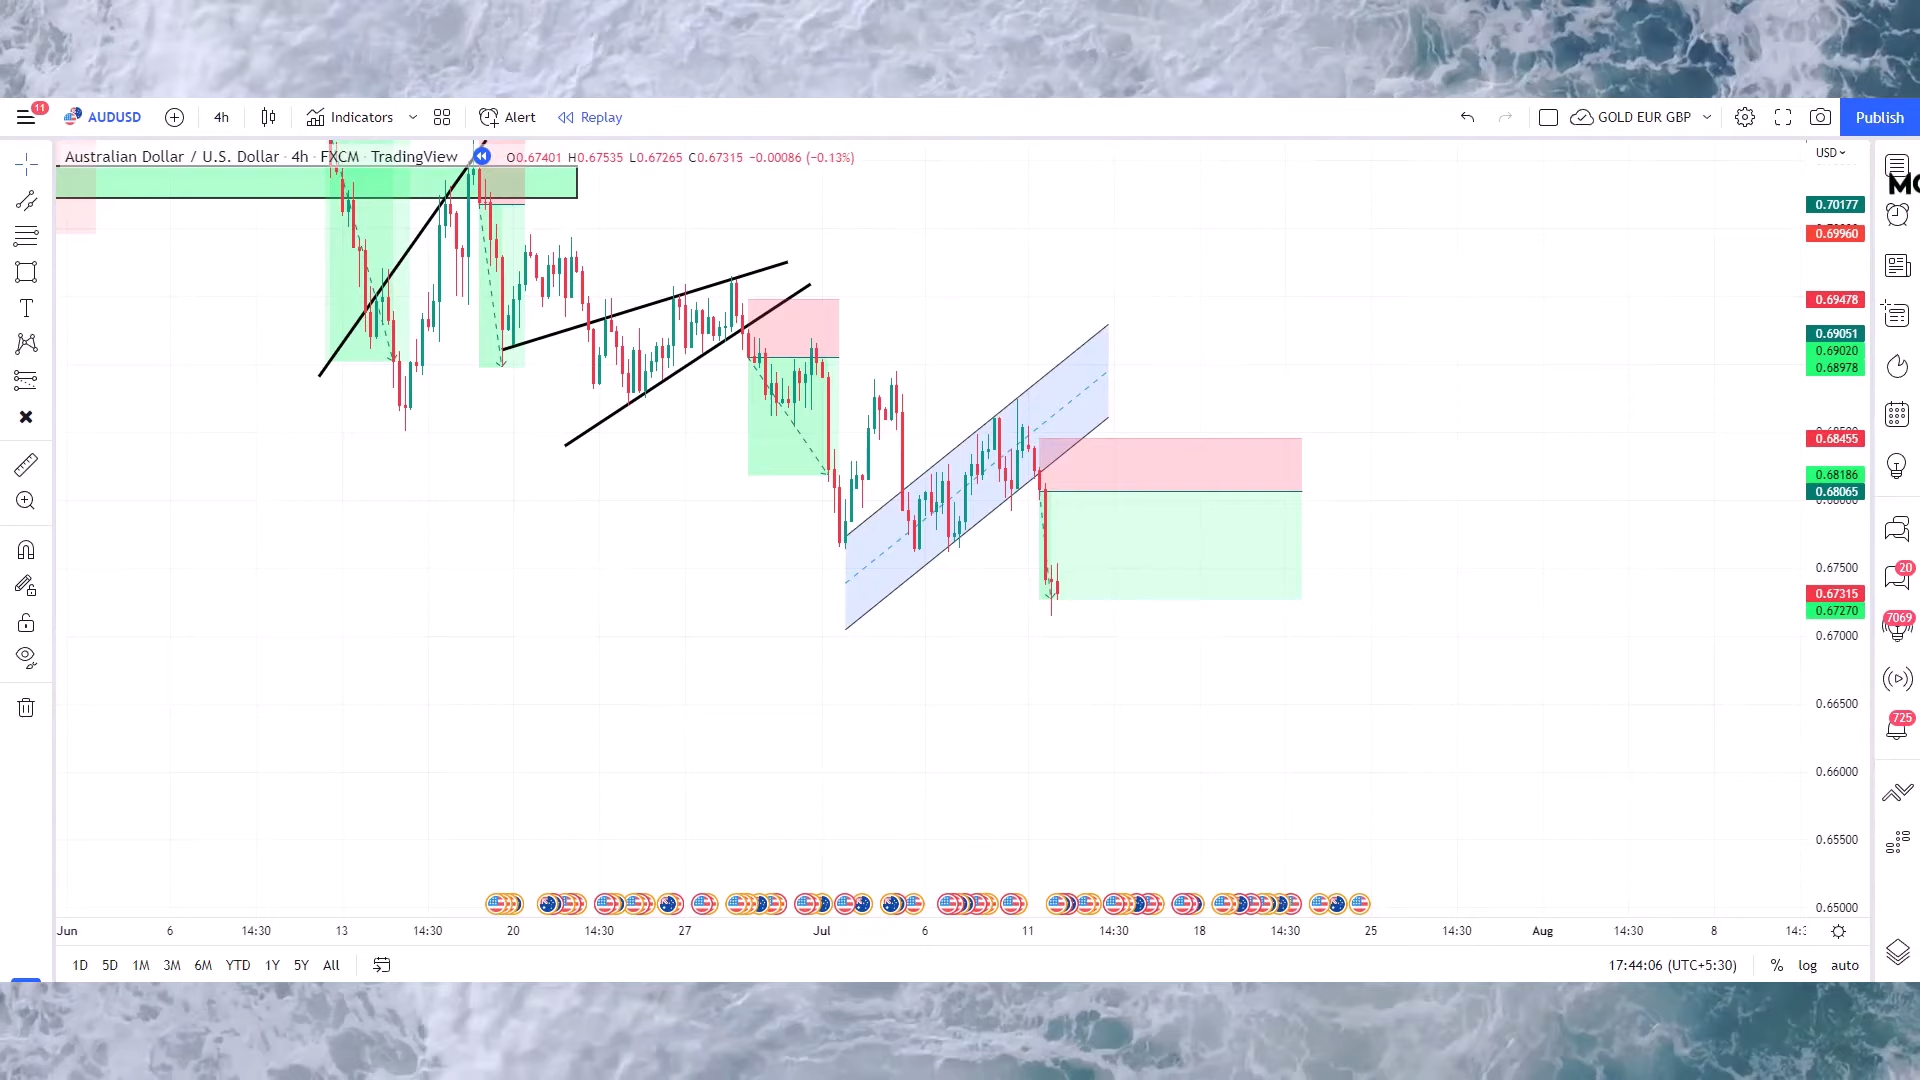 11
AUDUSD
4h
Indicators
Alert
Replay
GOLD EUR GBP
Publish
Australian Dollar / U.S. Dollar · 4h · FXCM · TradingView
O0.67401 H0.67535 L0.67265 C0.67315 −0.00086 (−0.13%)
USD
0.70177
0.69960
0.69478
0.69051
0.69020
0.68978
0.68455
0.68186
0.68065
0.67500
0.67315
0.67270
0.67000
0.66500
0.66000
0.65500
0.65000
20
7069
725
Jun 6 14:30 13 14:30 20 14:30 27 Jul 6 11 14:30 18 14:30 25 14:30 Aug 14:30 8
1D 5D 1M 3M 6M YTD 1Y 5Y All
17:44:06 (UTC+5:30)
% log auto